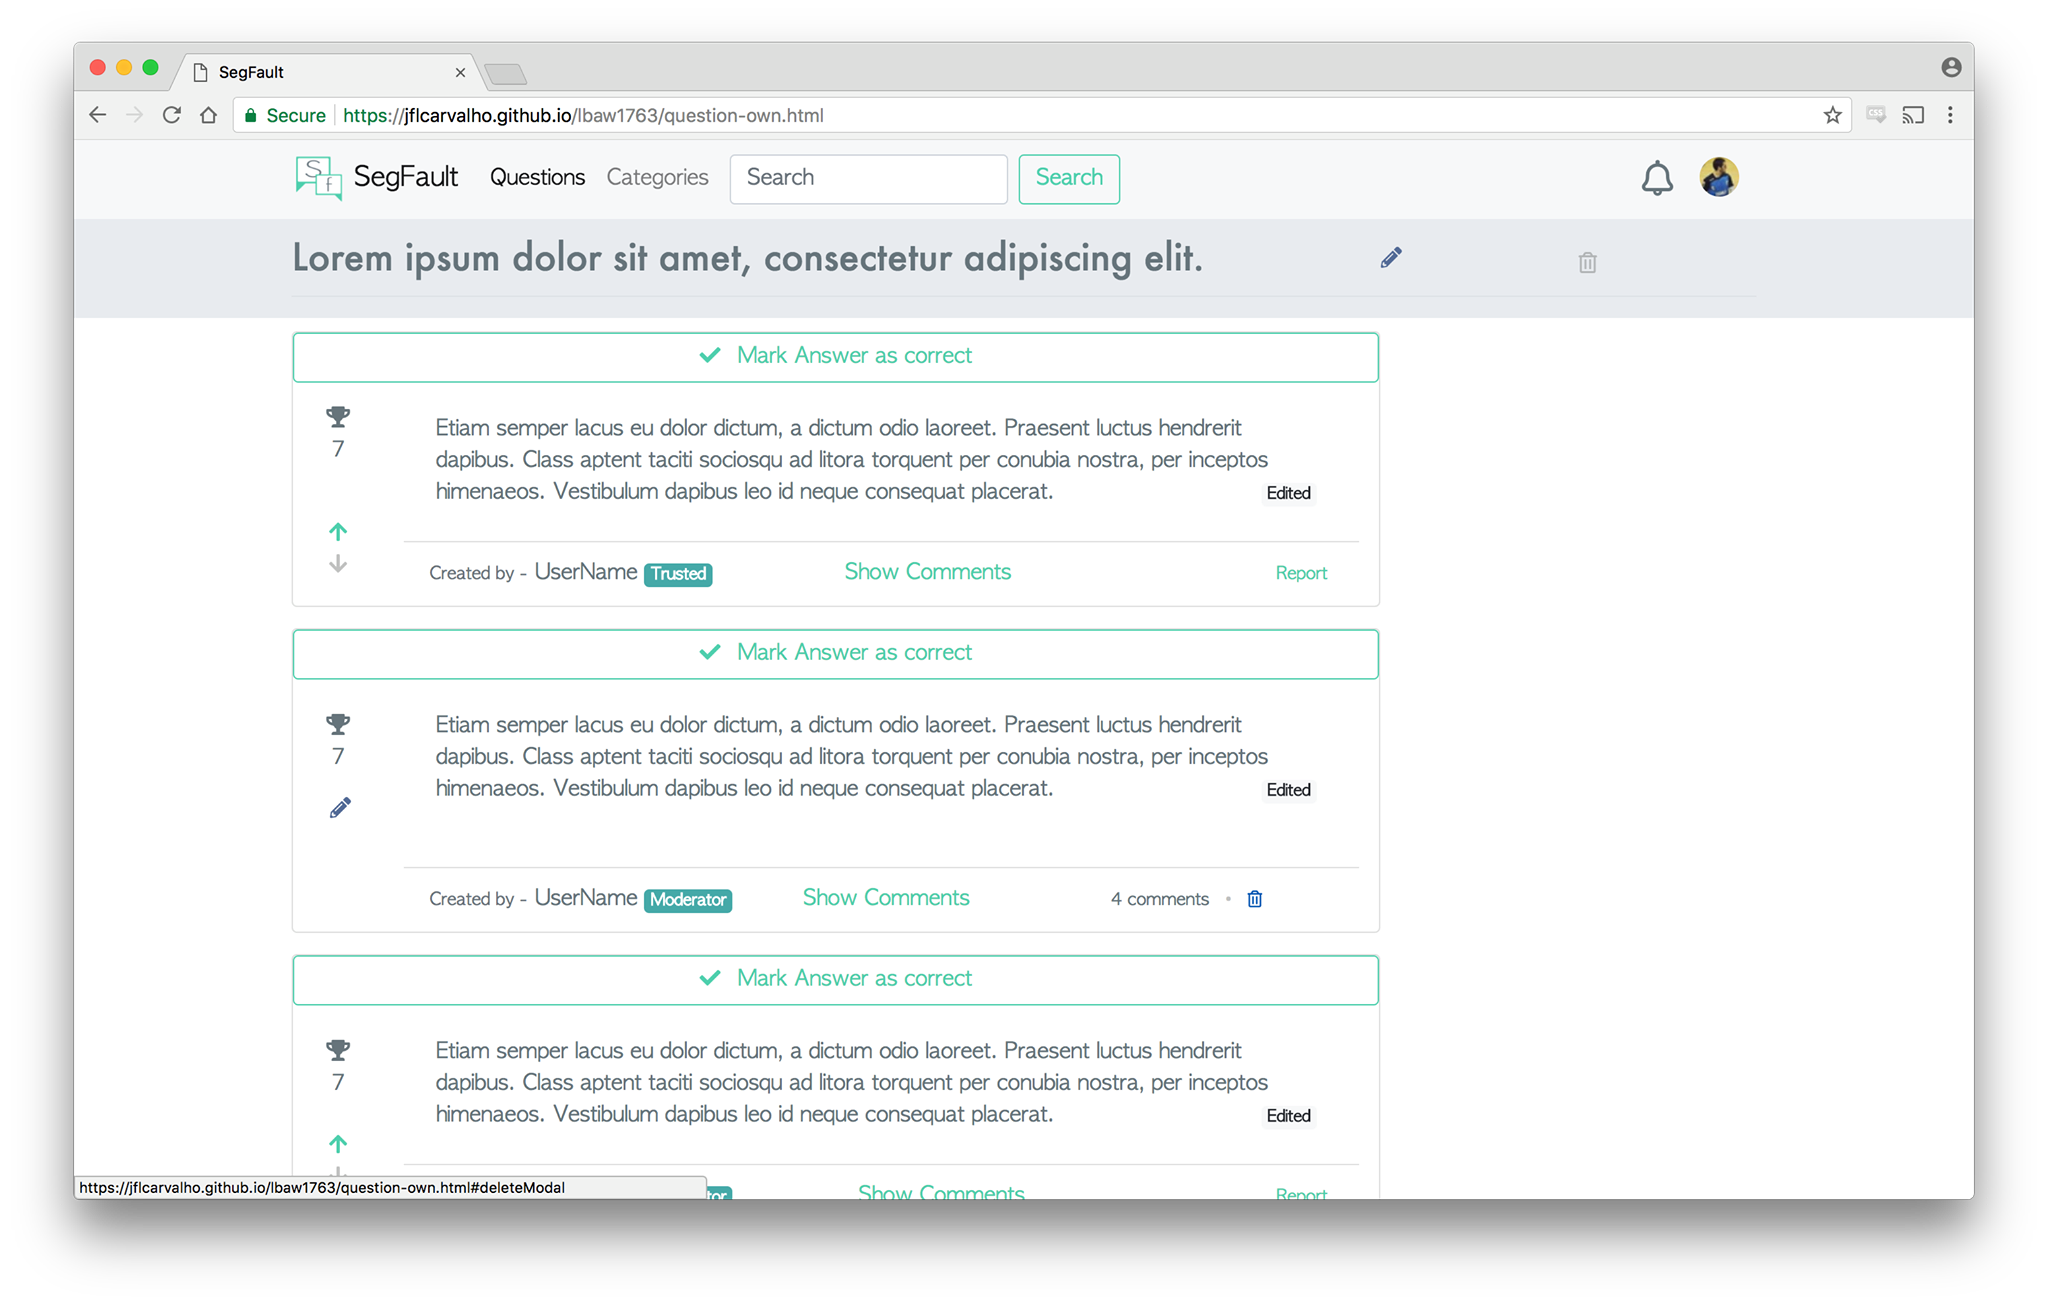 SegFault
Secure https://jflcarvalho.github.io/lbaw1763/question-own.html
Sf SegFault Questions Categories Search Search
Lorem ipsum dolor sit amet, consectetur adipiscing elit.
Mark Answer as correct
7
Etiam semper lacus eu dolor dictum, a dictum odio laoreet. Praesent luctus hendrerit
dapibus. Class aptent taciti sociosqu ad litora torquent per conubia nostra, per inceptos
himenaeos. Vestibulum dapibus leo id neque consequat placerat.
Edited
Created by - UserName Trusted Show Comments Report
Mark Answer as correct
7
Etiam semper lacus eu dolor dictum, a dictum odio laoreet. Praesent luctus hendrerit
dapibus. Class aptent taciti sociosqu ad litora torquent per conubia nostra, per inceptos
himenaeos. Vestibulum dapibus leo id neque consequat placerat.
Edited
Created by - UserName Moderator Show Comments 4 comments •
Mark Answer as correct
7
Etiam semper lacus eu dolor dictum, a dictum odio laoreet. Praesent luctus hendrerit
dapibus. Class aptent taciti sociosqu ad litora torquent per conubia nostra, per inceptos
himenaeos. Vestibulum dapibus leo id neque consequat placerat.
Edited
Show Comments Report
https://jflcarvalho.github.io/lbaw1763/question-own.html#deleteModal